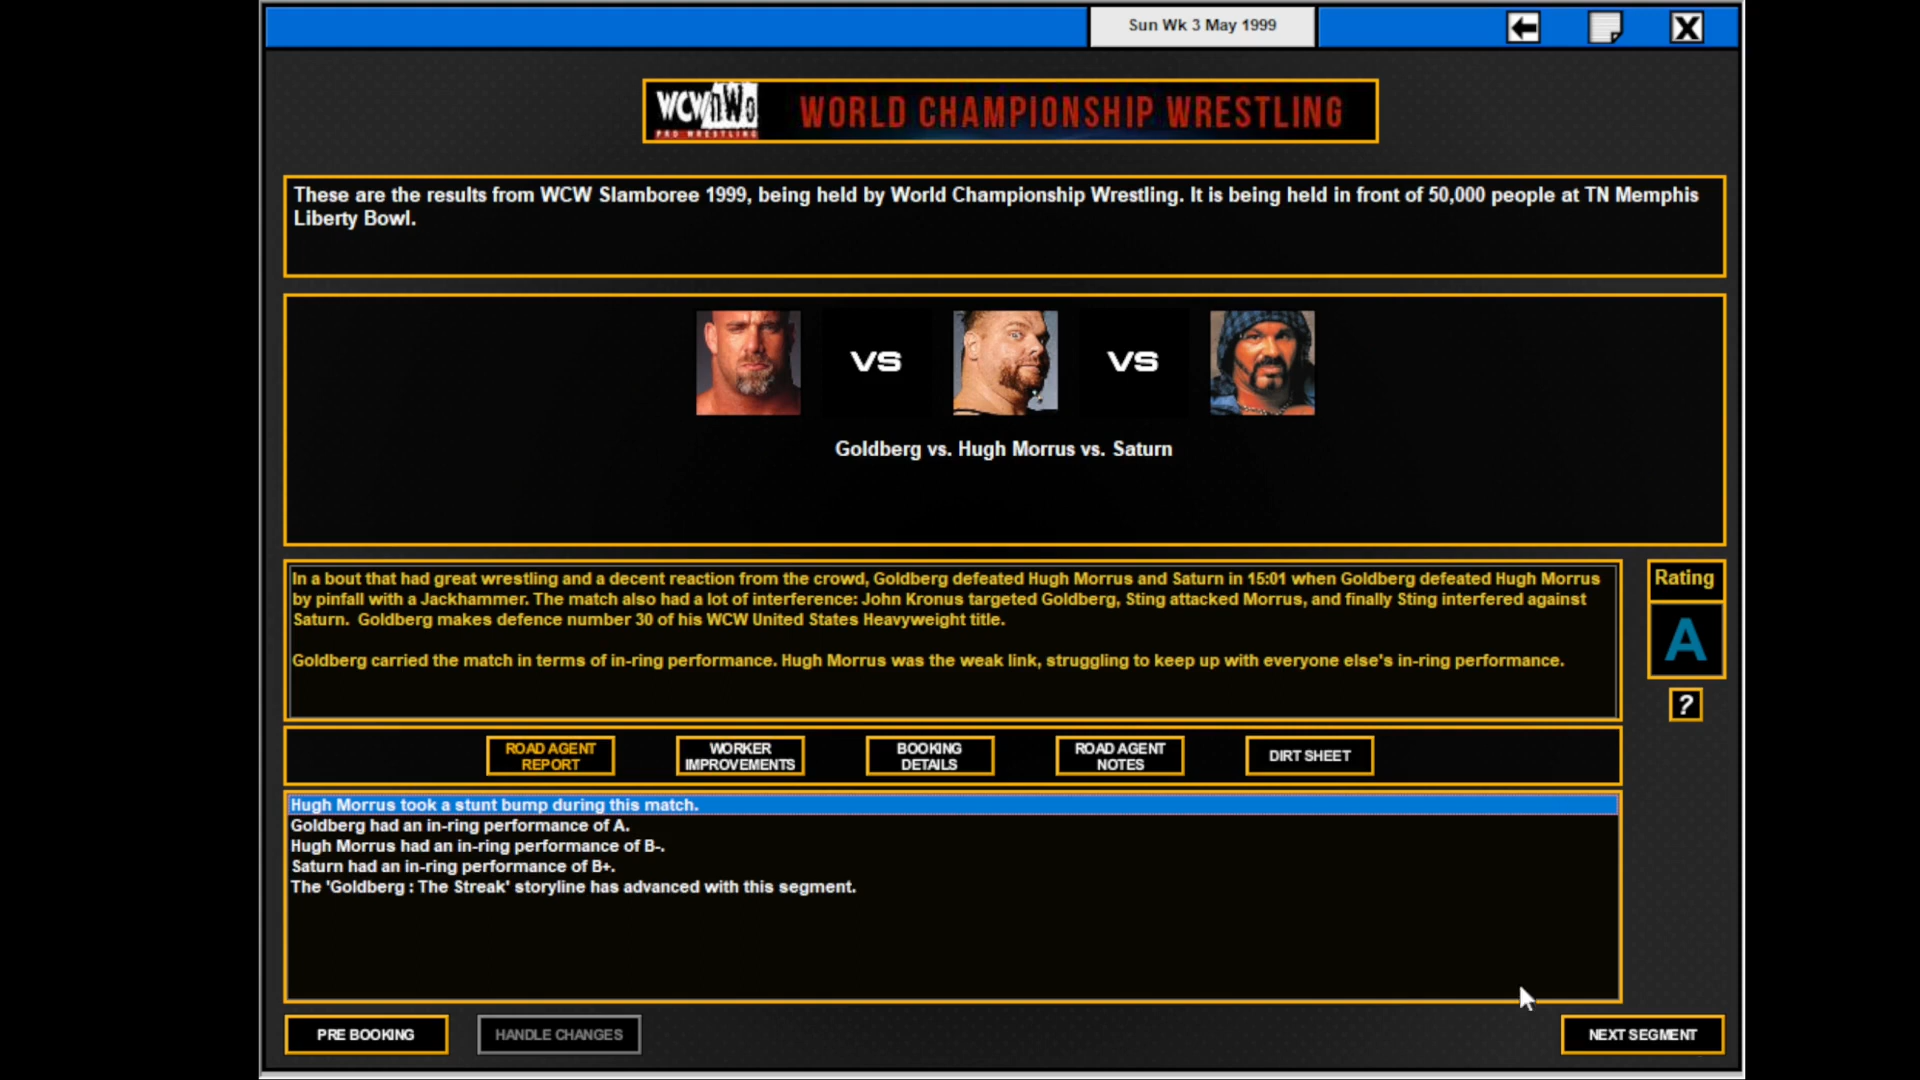 Sun Wk 3 May 1999
WCW nWo
PRO WRESTLING
WORLD CHAMPIONSHIP WRESTLING
These are the results from WCW Slamboree 1999, being held by World Championship Wrestling. It is being held in front of 50,000 people at TN Memphis
Liberty Bowl.
VS
VS
Goldberg vs. Hugh Morrus vs. Saturn
In a bout that had great wrestling and a decent reaction from the crowd, Goldberg defeated Hugh Morrus and Saturn in 15:01 when Goldberg defeated Hugh Morrus
by pinfall with a Jackhammer. The match also had a lot of interference: John Kronus targeted Goldberg, Sting attacked Morrus, and finally Sting interfered against
Saturn. Goldberg makes defence number 30 of his WCW United States Heavyweight title.
Goldberg carried the match in terms of in-ring performance. Hugh Morrus was the weak link, struggling to keep up with everyone else's in-ring performance.
Rating
A
?
ROAD AGENT
REPORT
WORKER
IMPROVEMENTS
BOOKING
DETAILS
ROAD AGENT
NOTES
DIRT SHEET
Hugh Morrus took a stunt bump during this match.
Goldberg had an in-ring performance of A.
Hugh Morrus had an in-ring performance of B-.
Saturn had an in-ring performance of B+.
The 'Goldberg : The Streak' storyline has advanced with this segment.
PRE BOOKING
HANDLE CHANGES
NEXT SEGMENT